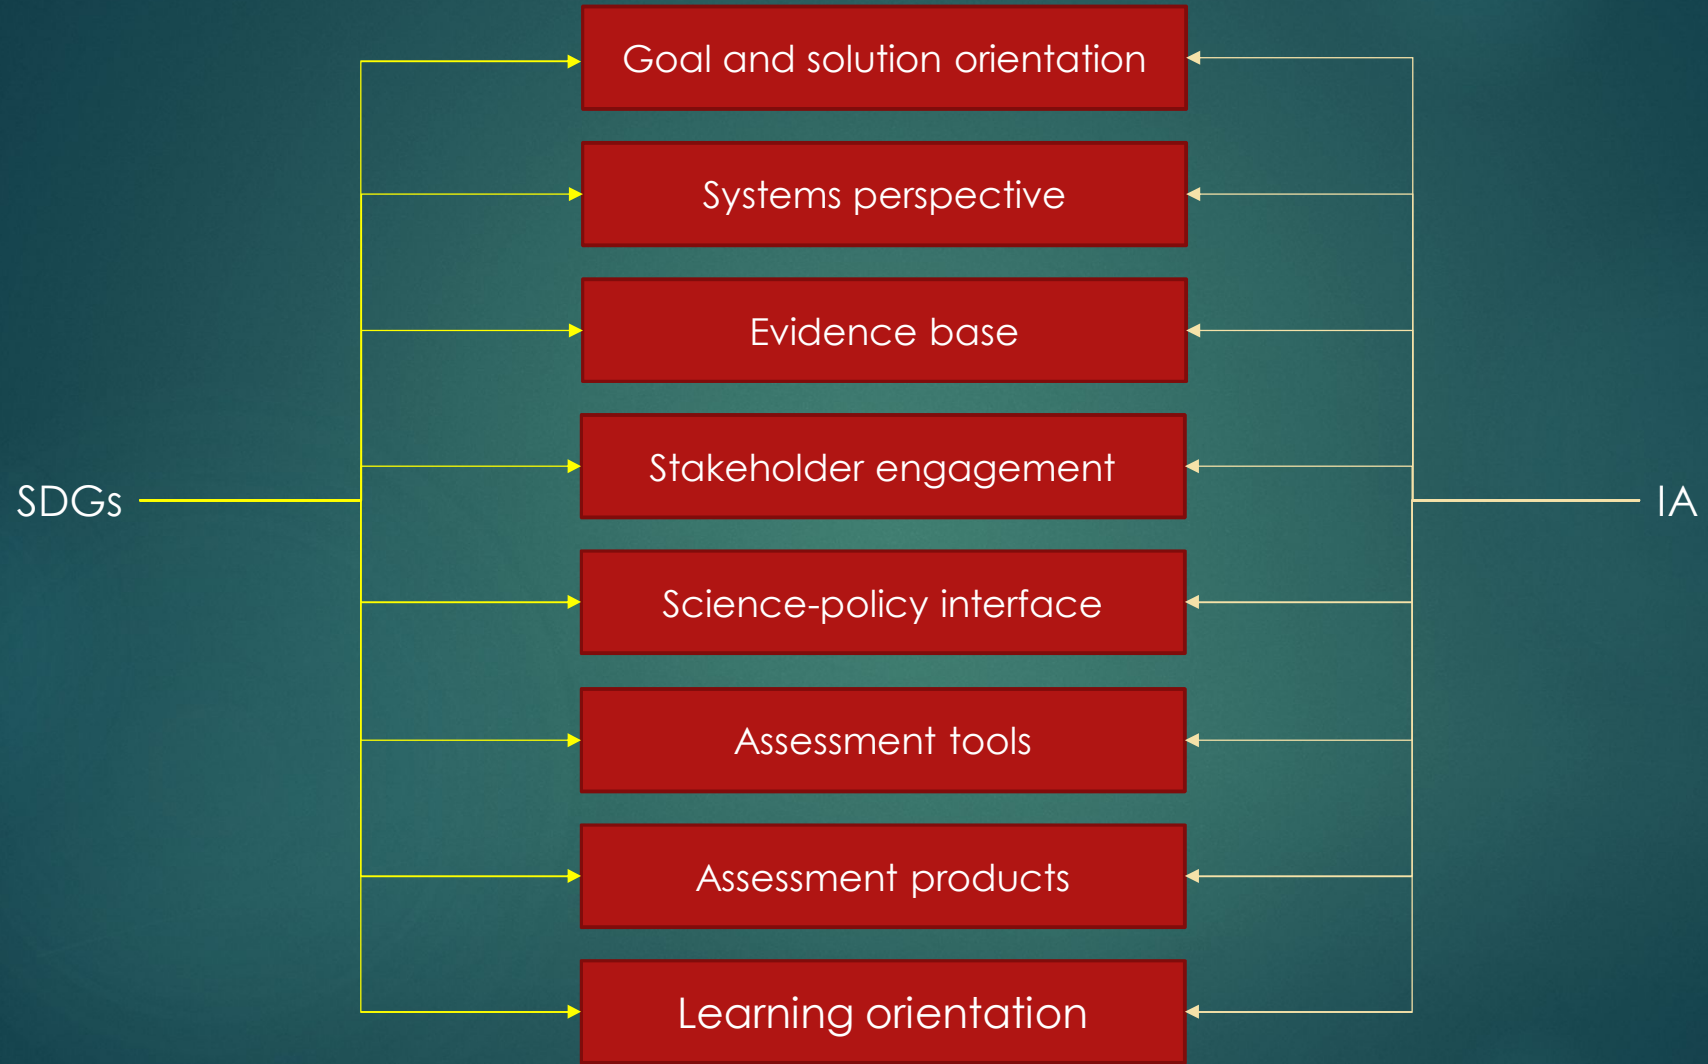 Goal and solution orientation
Systems perspective
Evidence base
Stakeholder engagement
SDGs
IA
Science-policy interface
Assessment tools
Assessment products
Learning orientation